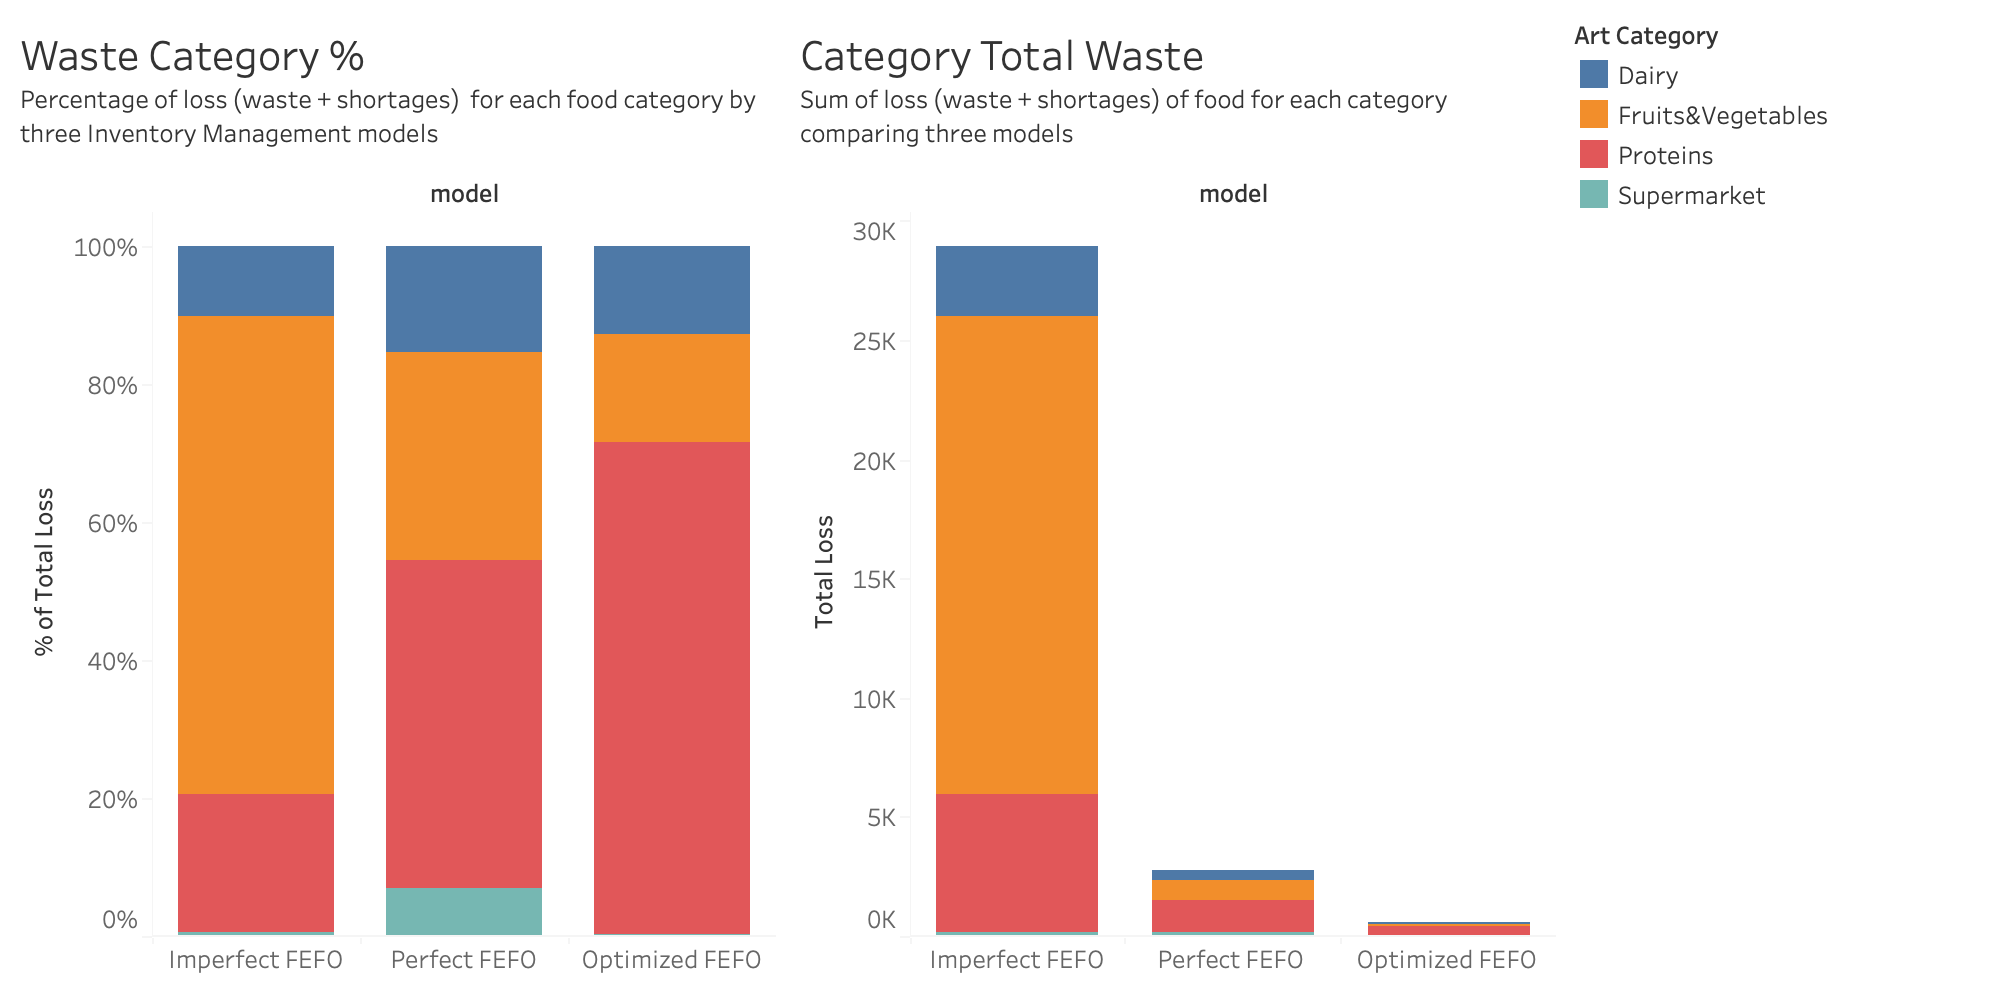 Waste Category %
Percentage of loss (waste + shortages)  for each food category by
three Inventory Management models
model
100%
80%
60%
40%
20%
0%
% of Total Loss
Imperfect FEFO
Perfect FEFO
Optimized FEFO
Category Total Waste
Sum of loss (waste + shortages) of food for each category
comparing three models
model
30K
25K
20K
15K
10K
5K
0K
Total Loss
Imperfect FEFO
Perfect FEFO
Optimized FEFO
Art Category
Dairy
Fruits&Vegetables
Proteins
Supermarket